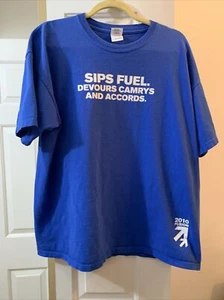 SIPS FUEL.
DEVOURS CAMRYS
AND ACCORDS.
2010